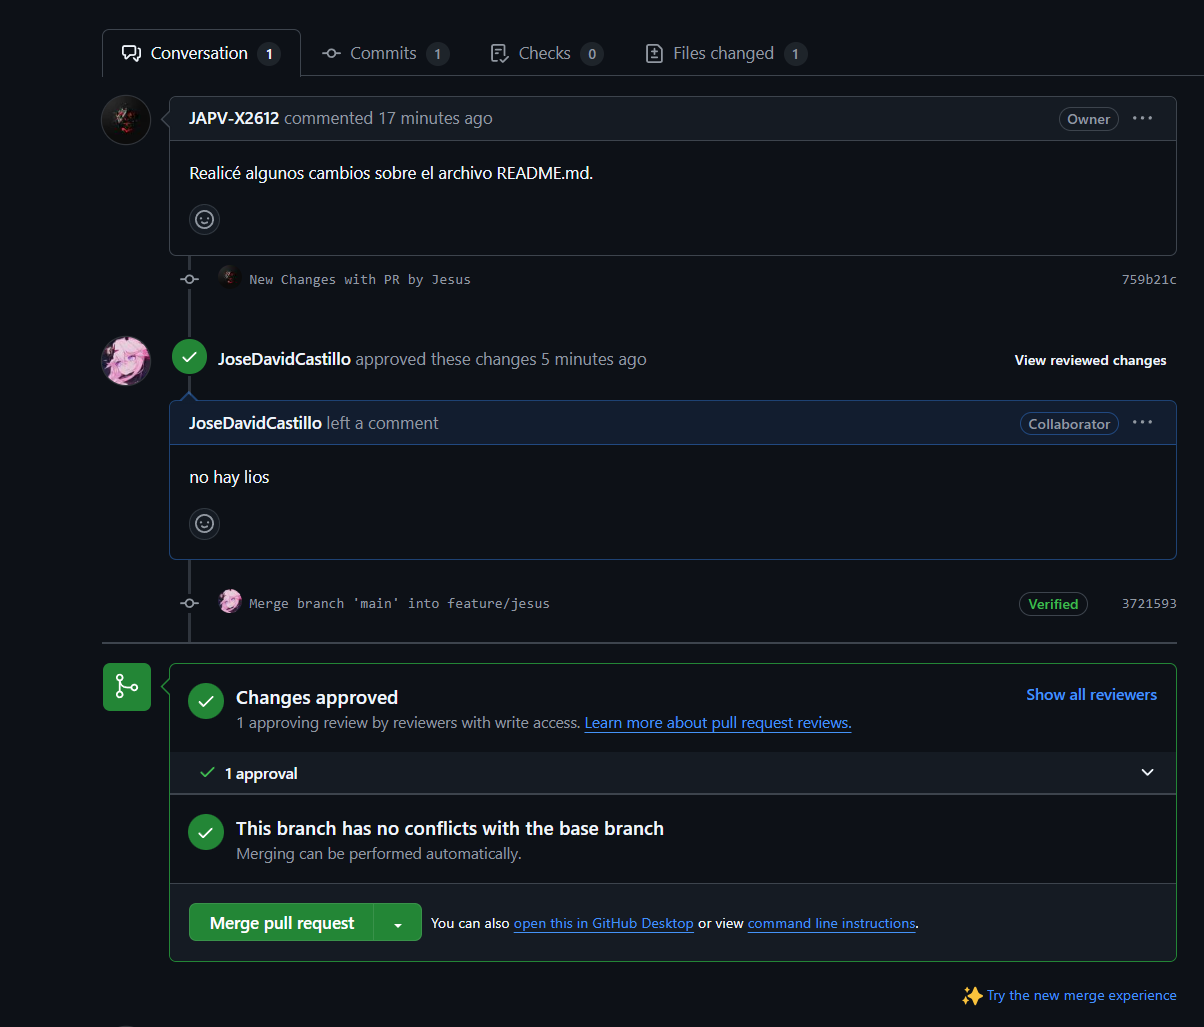 Conversation 1 Commits 1 Checks 0 Files changed 1
JAPV-X2612 commented 17 minutes ago Owner ...
Realicé algunos cambios sobre el archivo README.md.
New Changes with PR by Jesus 759b21c
JoseDavidCastillo approved these changes 5 minutes ago View reviewed changes
JoseDavidCastillo left a comment Collaborator ...
no hay lios
Merge branch 'main' into feature/jesus Verified 3721593
Changes approved Show all reviewers
1 approving review by reviewers with write access. Learn more about pull request reviews.
1 approval
This branch has no conflicts with the base branch
Merging can be performed automatically.
Merge pull request You can also open this in GitHub Desktop or view command line instructions.
Try the new merge experience